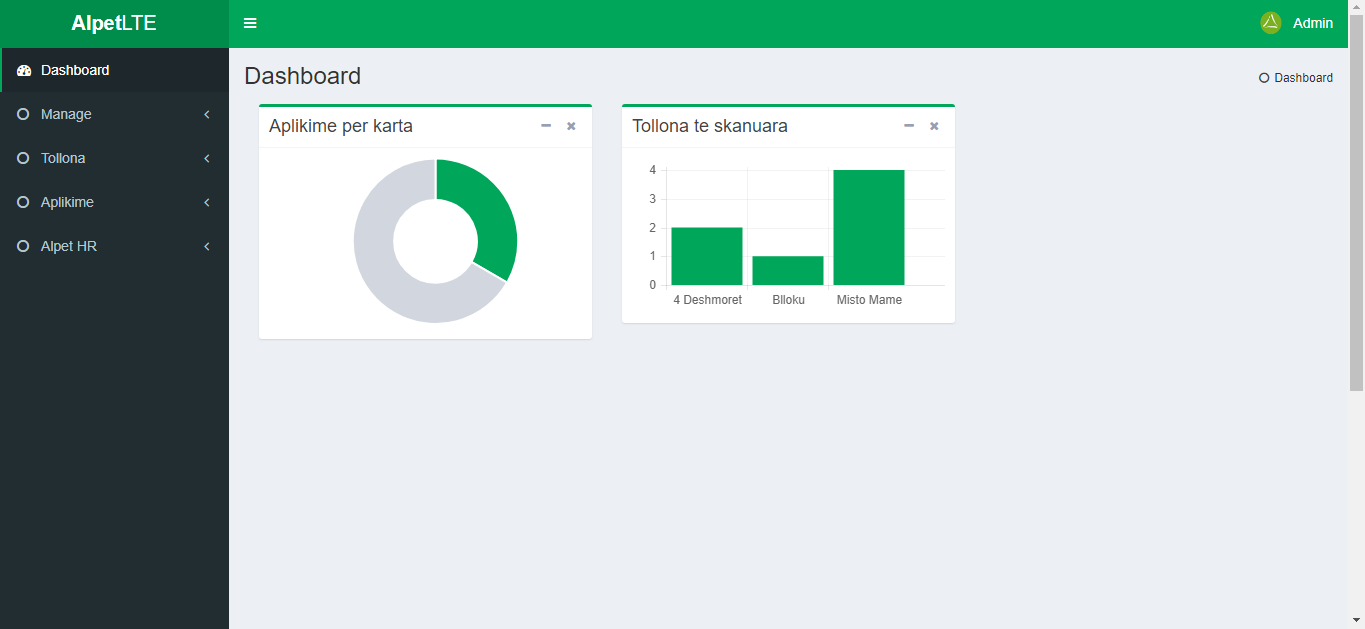 AlpetLTE
Admin
Dashboard
Manage
Tollona
Aplikime
Alpet HR
Dashboard
Dashboard
Aplikime per karta
Tollona te skanuara
4
3
2
1
0
4 Deshmoret
Blloku
Misto Mame